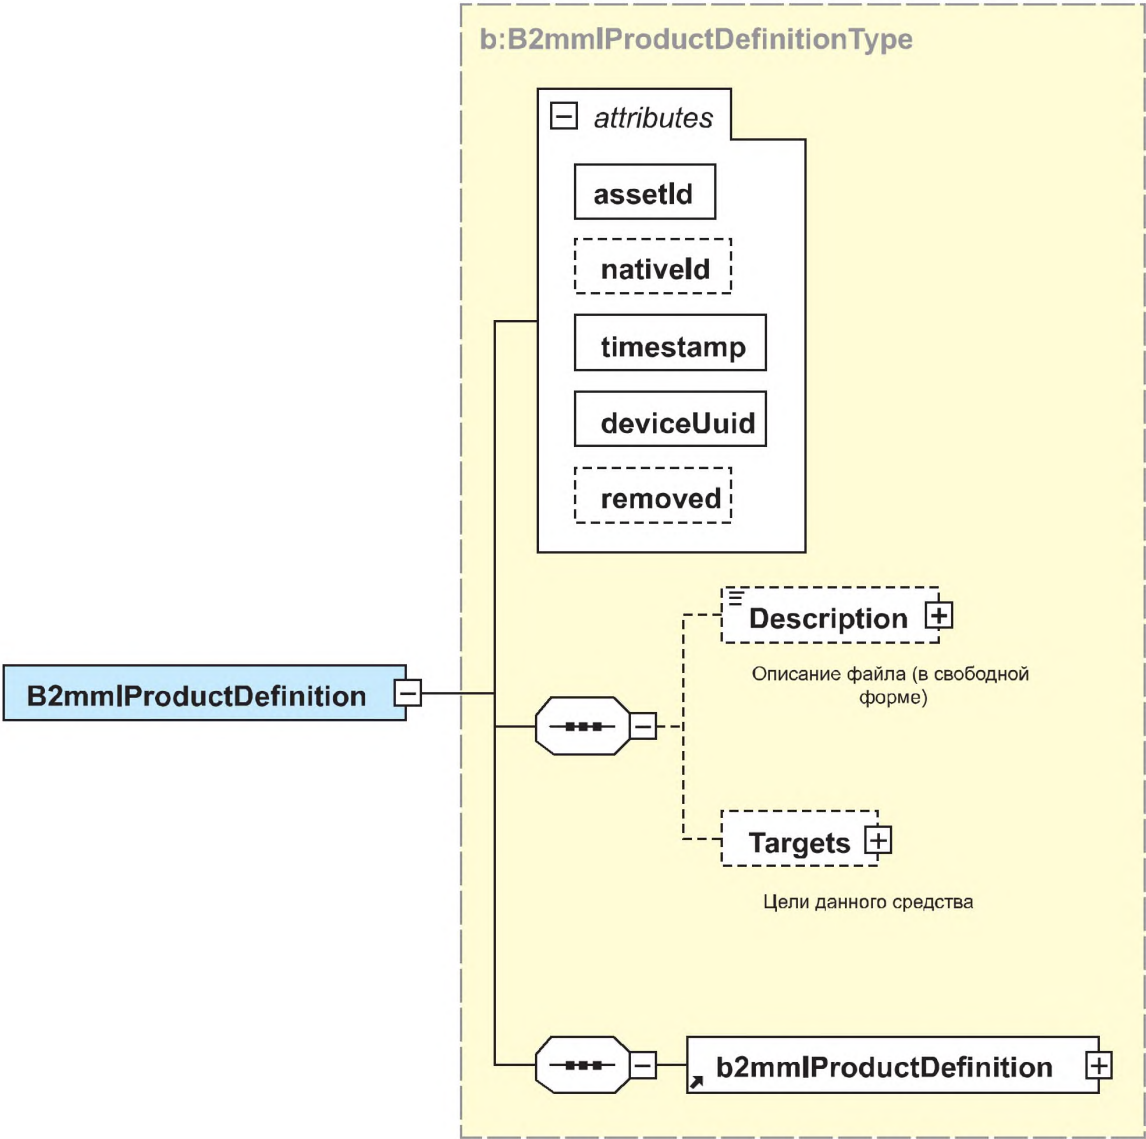 b:B2mmlProductDefinitionType
attributes
assetId
nativeId
timestamp
deviceUuid
removed
Description
Описание файла (в свободной
форме)
B2mmlProductDefinition
Targets
Цели данного средства
b2mmlProductDefinition